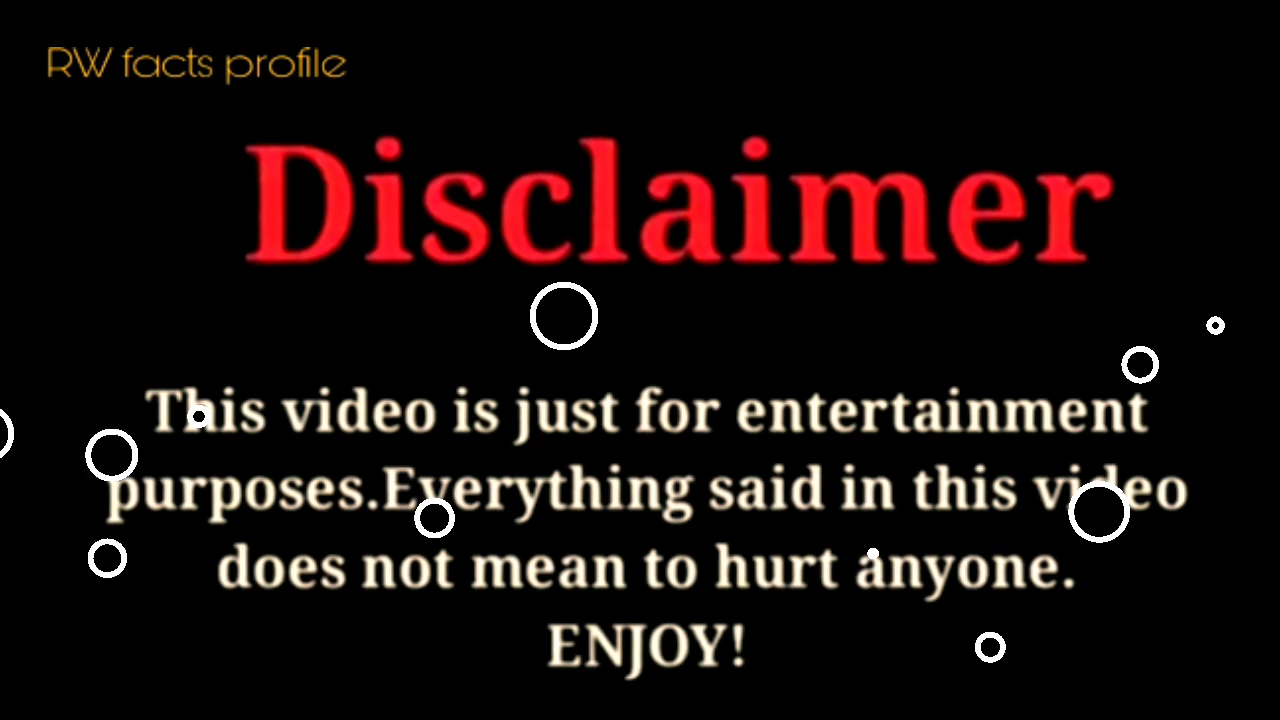 RW facts profile
Disclaimer
This video is just for entertainment
purposes.Everything said in this video
does not mean to hurt anyone.
ENJOY!